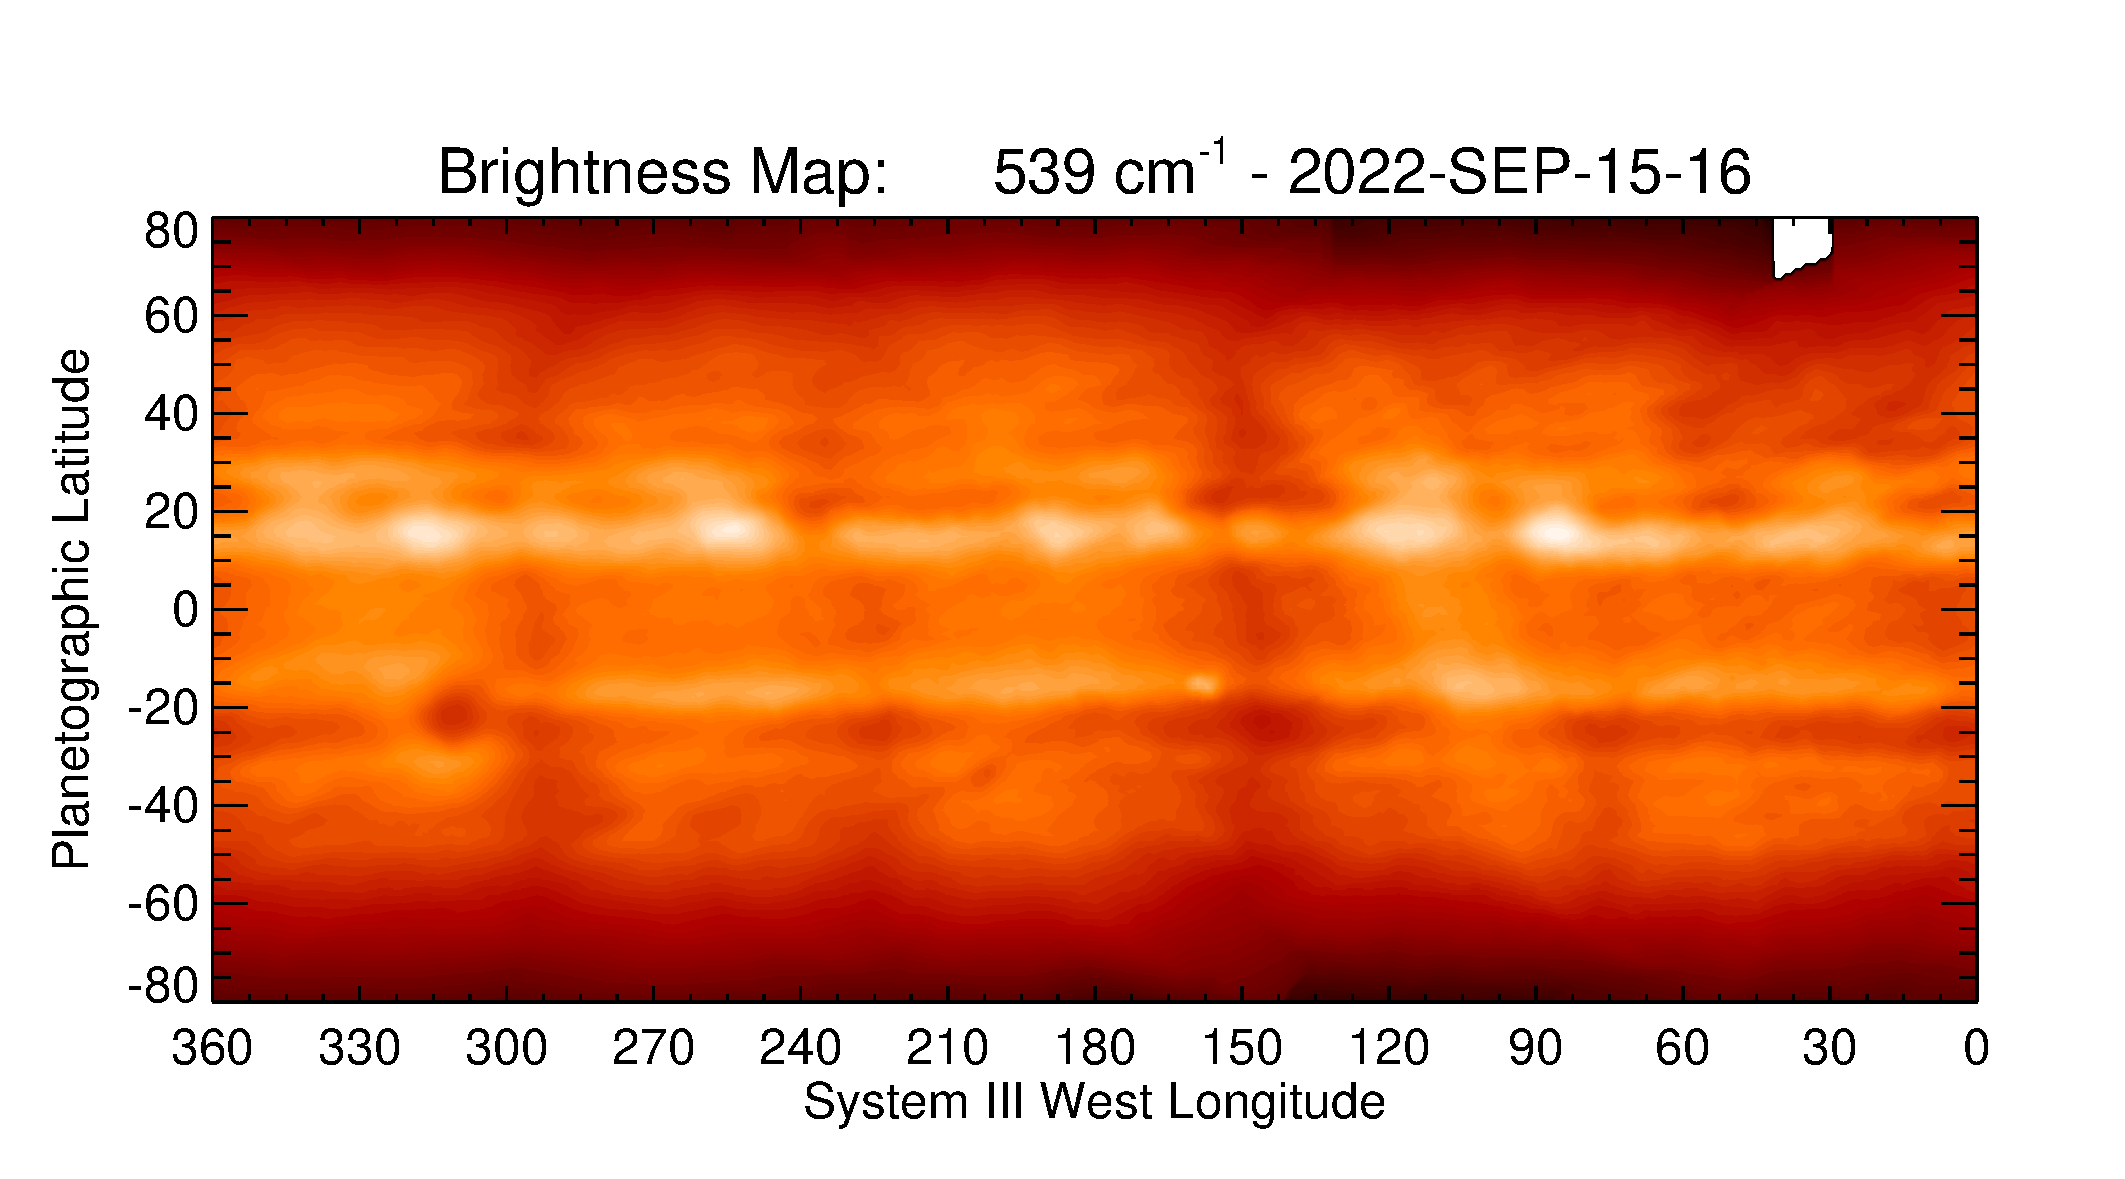 Brightness Map: 539 cm⁻¹ - 2022-SEP-15-16
80
60
40
20
0
-20
-40
-60
-80
Planetographic Latitude
360 330 300 270 240 210 180 150 120 90 60 30 0
System III West Longitude